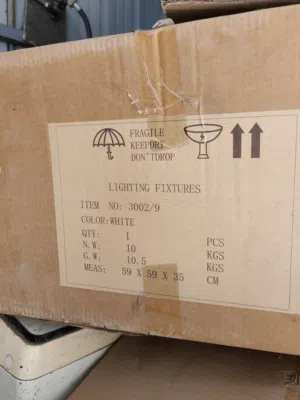 FRAGILE
KEEPDRY
DON'TDROP
LIGHTING FIXTURES
ITEM NO: 3002/9
COLOR:WHITE
QTY: 1 PCS
N.W: 10 KGS
G.W: 10.5 KGS
MEAS: 59 X 59 X 35 CM